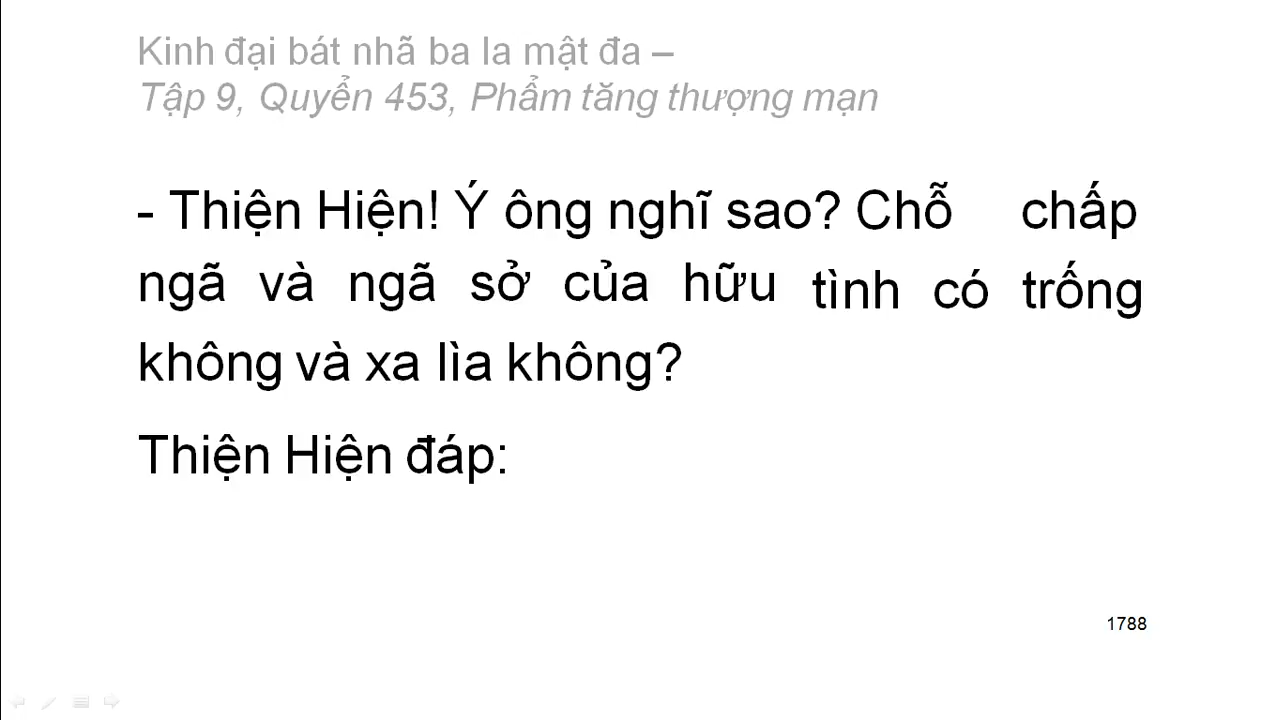 Kinh đại bát nhã ba la mật đa –
Tập 9, Quyển 453, Phẩm tăng thượng mạn
- Thiện Hiện! Ý ông nghĩ sao? Chỗ chấp
ngã và ngã sở của hữu tình có trống
không và xa lìa không?
Thiện Hiện đáp:
1788